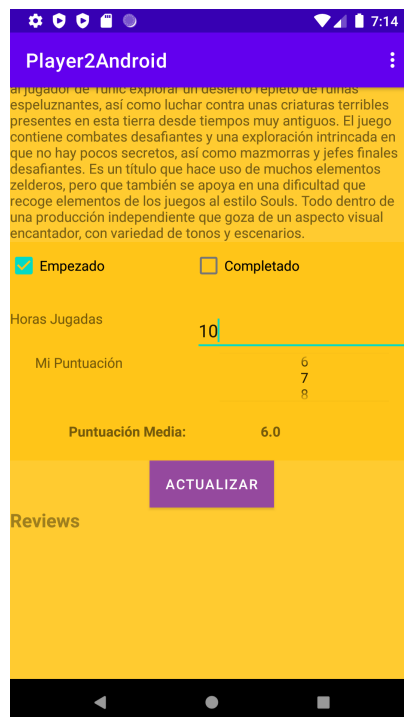 7:14
Player2Android
al jugador de Tunic explorar un desierto repleto de ruinas
espeluznantes, así como luchar contra unas criaturas terribles
presentes en esta tierra desde tiempos muy antiguos. El juego
contiene combates desafiantes y una exploración intrincada en
que no hay pocos secretos, así como mazmorras y jefes finales
desafiantes. Es un título que hace uso de muchos elementos
zelderos, pero que también se apoya en una dificultad que
recoge elementos de los juegos al estilo Souls. Todo dentro de
una producción independiente que goza de un aspecto visual
encantador, con variedad de tonos y escenarios.
Empezado Completado
Horas Jugadas 10
6
Mi Puntuación 7
8
Puntuación Media: 6.0
ACTUALIZAR
Reviews